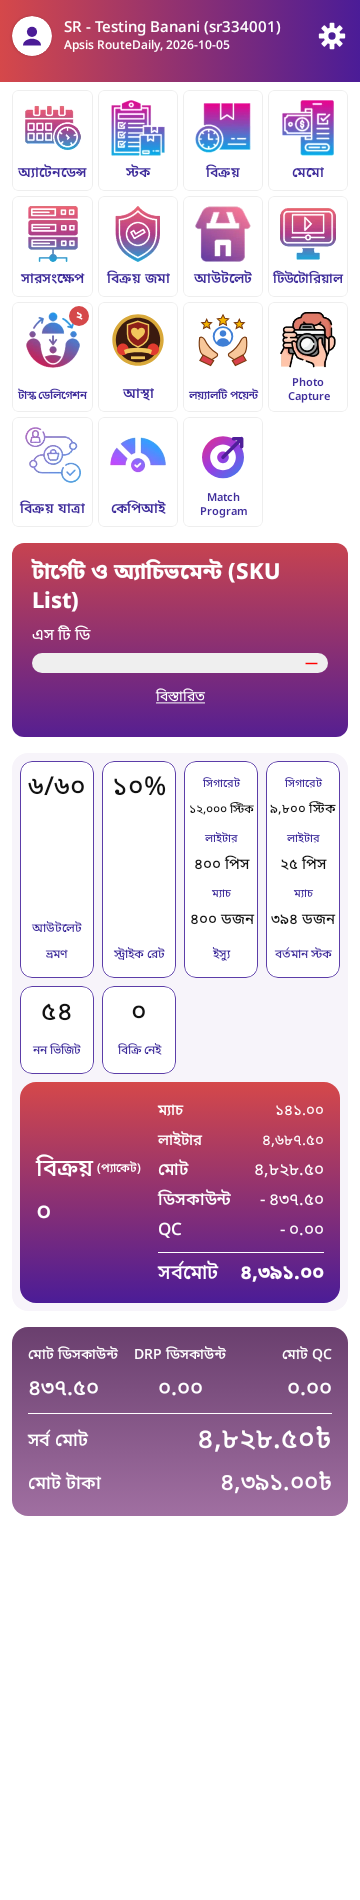 SR - Testing Banani (sr334001)
Apsis RouteDaily, 2026-10-05
অ্যাটেনডেন্স
স্টক
বিক্রয়
মেমো
সারসংক্ষেপ
বিক্রয় জমা
আউটলেট
টিউটোরিয়াল
২
টাস্ক ডেলিগেশন
আস্থা
লয়্যালটি পয়েন্ট
Photo
Capture
বিক্রয় যাত্রা
কেপিআই
Match
Program
টার্গেট ও অ্যাচিভমেন্ট (SKU
List)
এস টি ডি
বিস্তারিত
৬/৬০
আউটলেট
ভ্রমণ
১০%
স্ট্রাইক রেট
সিগারেট
১২,০০০ স্টিক
লাইটার
৪০০ পিস
ম্যাচ
৪০০ ডজন
ইস্যু
সিগারেট
৯,৮০০ স্টিক
লাইটার
২৫ পিস
ম্যাচ
৩৯৪ ডজন
বর্তমান স্টক
৫৪
নন ভিজিট
০
বিক্রি নেই
বিক্রয় (প্যাকেট)
০
ম্যাচ ১৪১.০০
লাইটার ৪,৬৮৭.৫০
মোট ৪,৮২৮.৫০
ডিসকাউন্ট - ৪৩৭.৫০
QC - ০.০০
সর্বমোট ৪,৩৯১.০০
মোট ডিসকাউন্ট DRP ডিসকাউন্ট মোট QC
৪৩৭.৫০ ০.০০ ০.০০
সর্ব মোট ৪,৮২৮.৫০৳
মোট টাকা ৪,৩৯১.০০৳